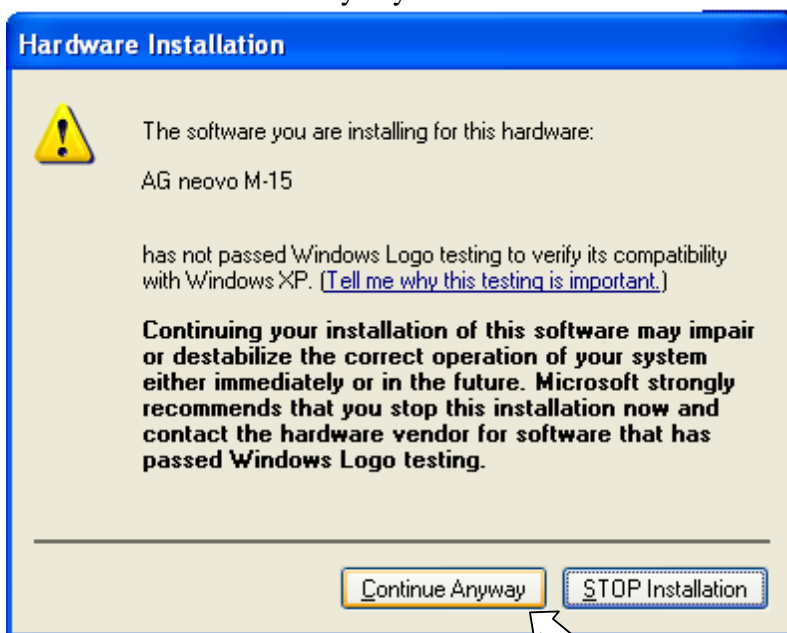 Hardware Installation
The software you are installing for this hardware:
AG neovo M-15
has not passed Windows Logo testing to verify its compatibility
with Windows XP. (Tell me why this testing is important.)
Continuing your installation of this software may impair
or destabilize the correct operation of your system
either immediately or in the future. Microsoft strongly
recommends that you stop this installation now and
contact the hardware vendor for software that has
passed Windows Logo testing.
Continue Anyway
STOP Installation